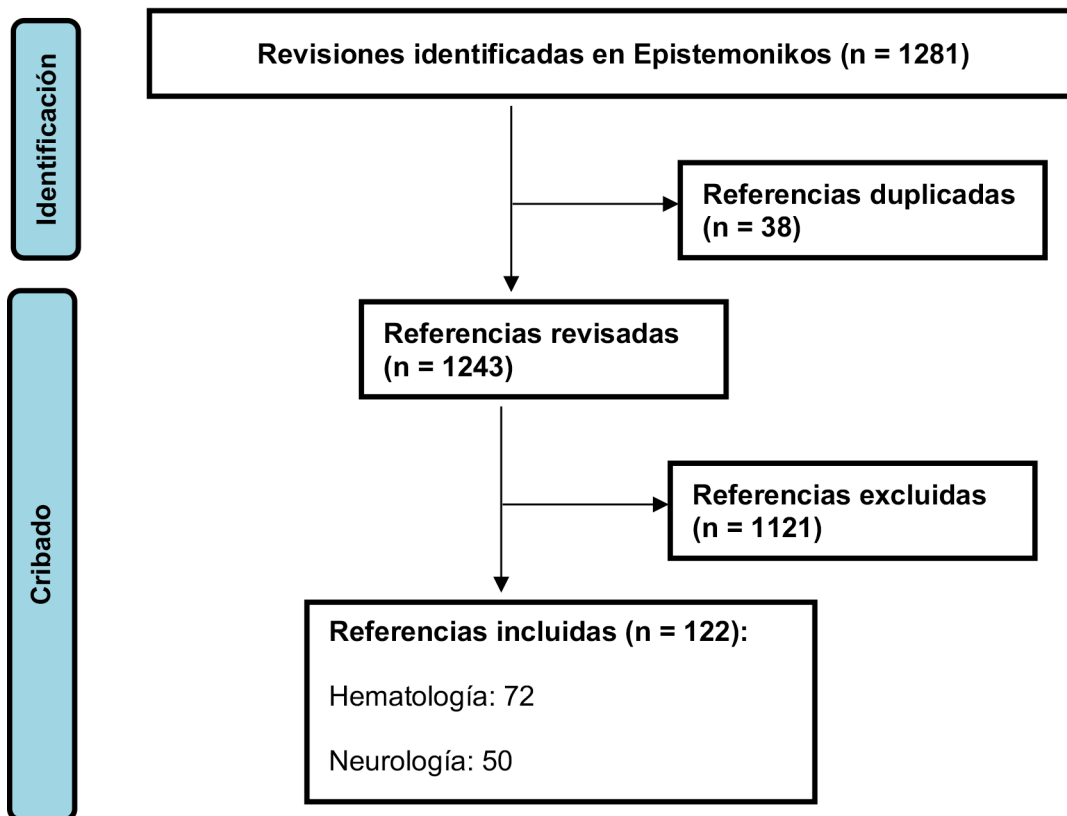 Identificación
Revisiones identificadas en Epistemonikos (n = 1281)
Referencias duplicadas
(n = 38)
Cribado
Referencias revisadas
(n = 1243)
Referencias excluidas
(n = 1121)
Referencias incluidas (n = 122):
Hematología: 72
Neurología: 50